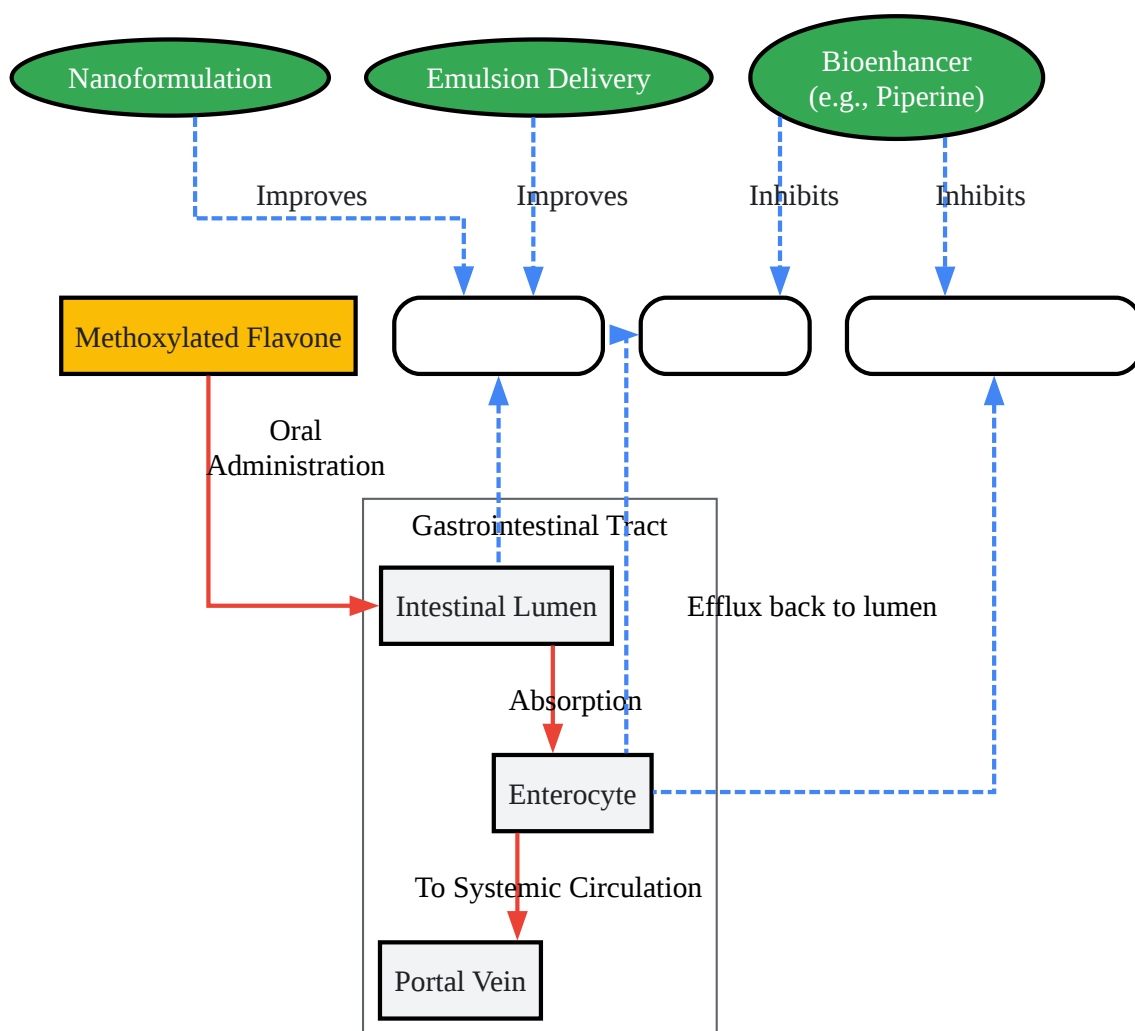 Nanoformulation
Emulsion Delivery
Bioenhancer
(e.g., Piperine)
Improves
Improves
Inhibits
Inhibits
Methoxylated Flavone
Oral
Administration
Gastrointestinal Tract
Intestinal Lumen
Efflux back to lumen
Absorption
Enterocyte
To Systemic Circulation
Portal Vein